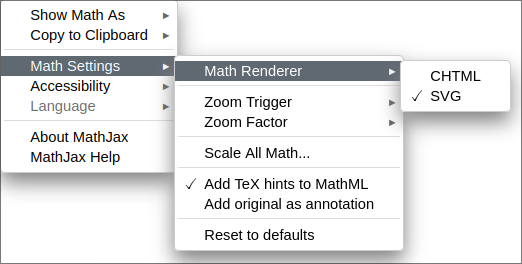 Show Math As
Copy to Clipboard
Math Settings
Accessibility
Language
About MathJax
MathJax Help
Math Renderer
Zoom Trigger
Zoom Factor
Scale All Math...
✓ Add TeX hints to MathML
Add original as annotation
Reset to defaults
CHTML
✓ SVG